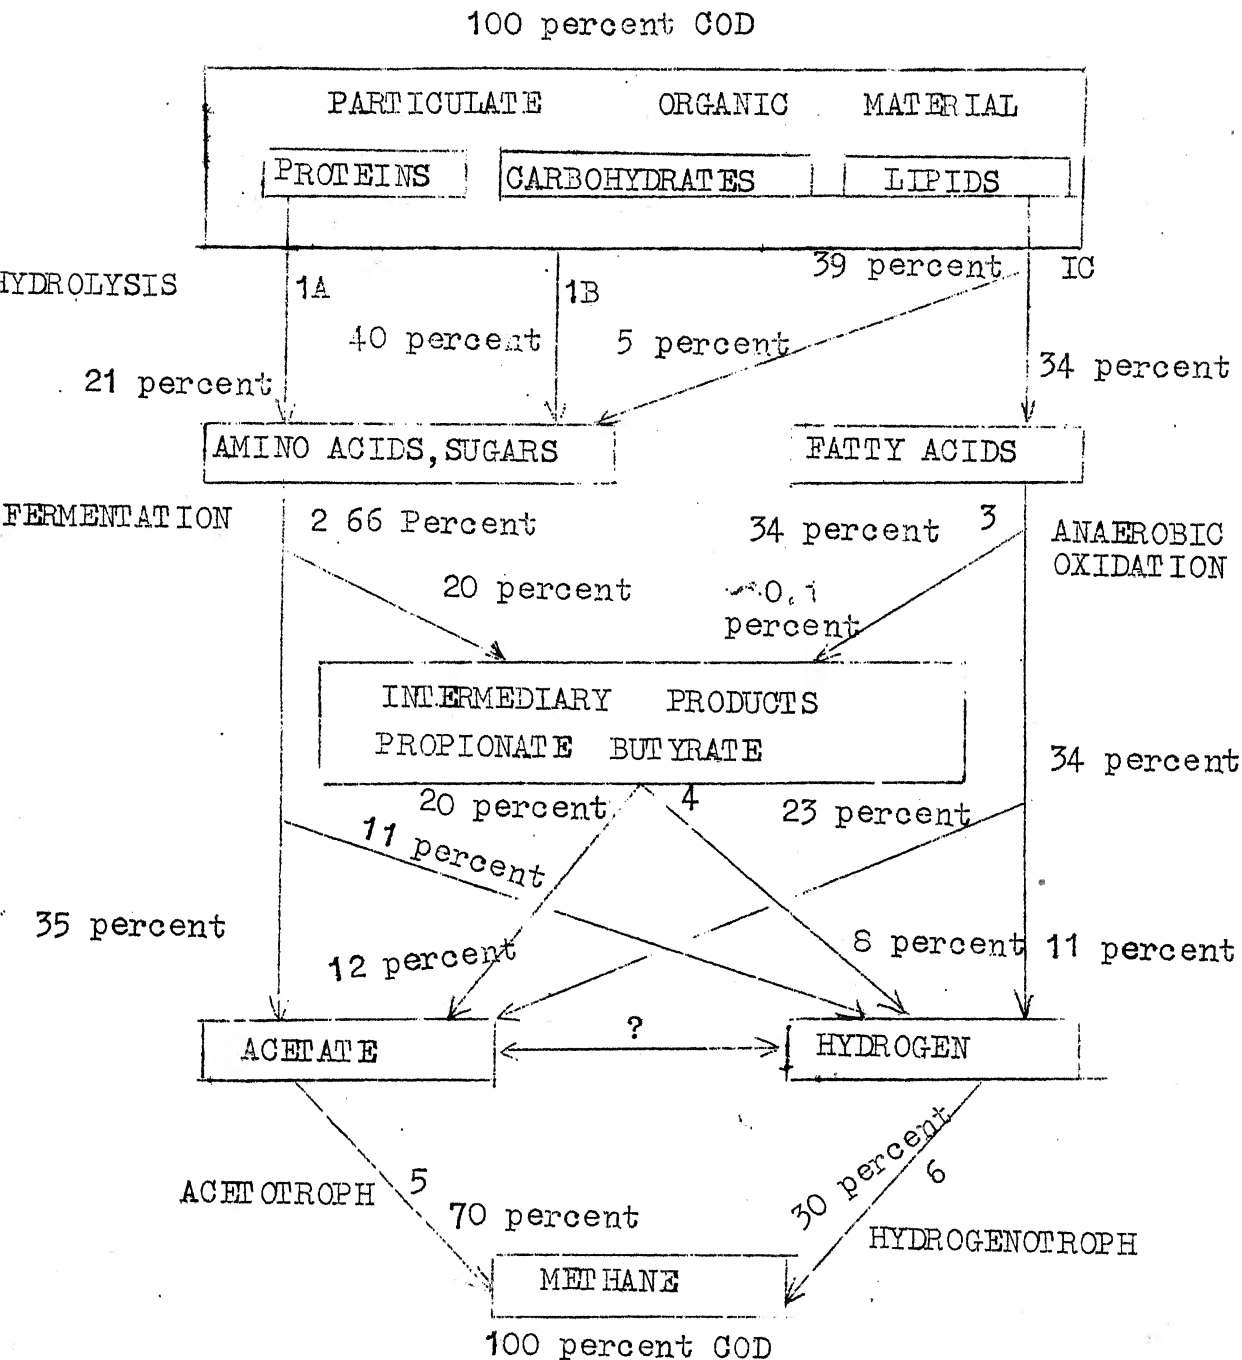 100 percent COD
PARTICULATE ORGANIC MATERIAL
PROTEINS CARBOHYDRATES LIPIDS
39 percent IC
HYDROLYSIS 1A 1B
40 percent 5 percent
21 percent 34 percent
AMINO ACIDS, SUGARS FATTY ACIDS
FERMENTATION 2 66 Percent 34 percent 3 ANAEROBIC
OXIDATION
20 percent ~0.1
percent
INTERMEDIARY PRODUCTS
PROPIONATE BUTYRATE
34 percent
20 percent 4 23 percent
11 percent
35 percent
12 percent 8 percent 11 percent
?
ACETATE HYDROGEN
ACETOTROPH 5 30 percent 6
70 percent
HYDROGENOTROPH
METHANE
100 percent COD